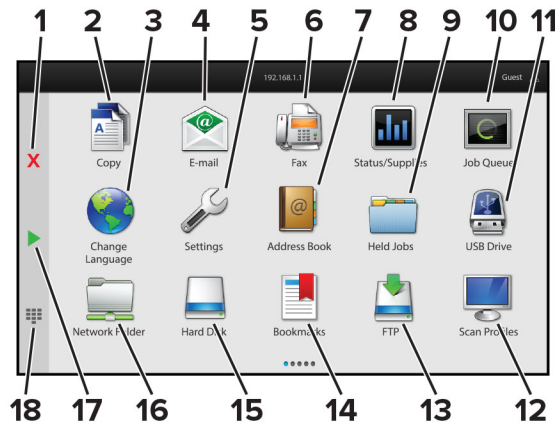 1 2 3 4 5 6 7 8 9 10 11
192.168.1.1 Guest
X
A @
Copy E-mail Fax Status/Supplies Job Queue
@
Change Language Settings Address Book Held Jobs USB Drive
Network Folder Hard Disk Bookmarks FTP Scan Profiles
18 17 16 15 14 13 12